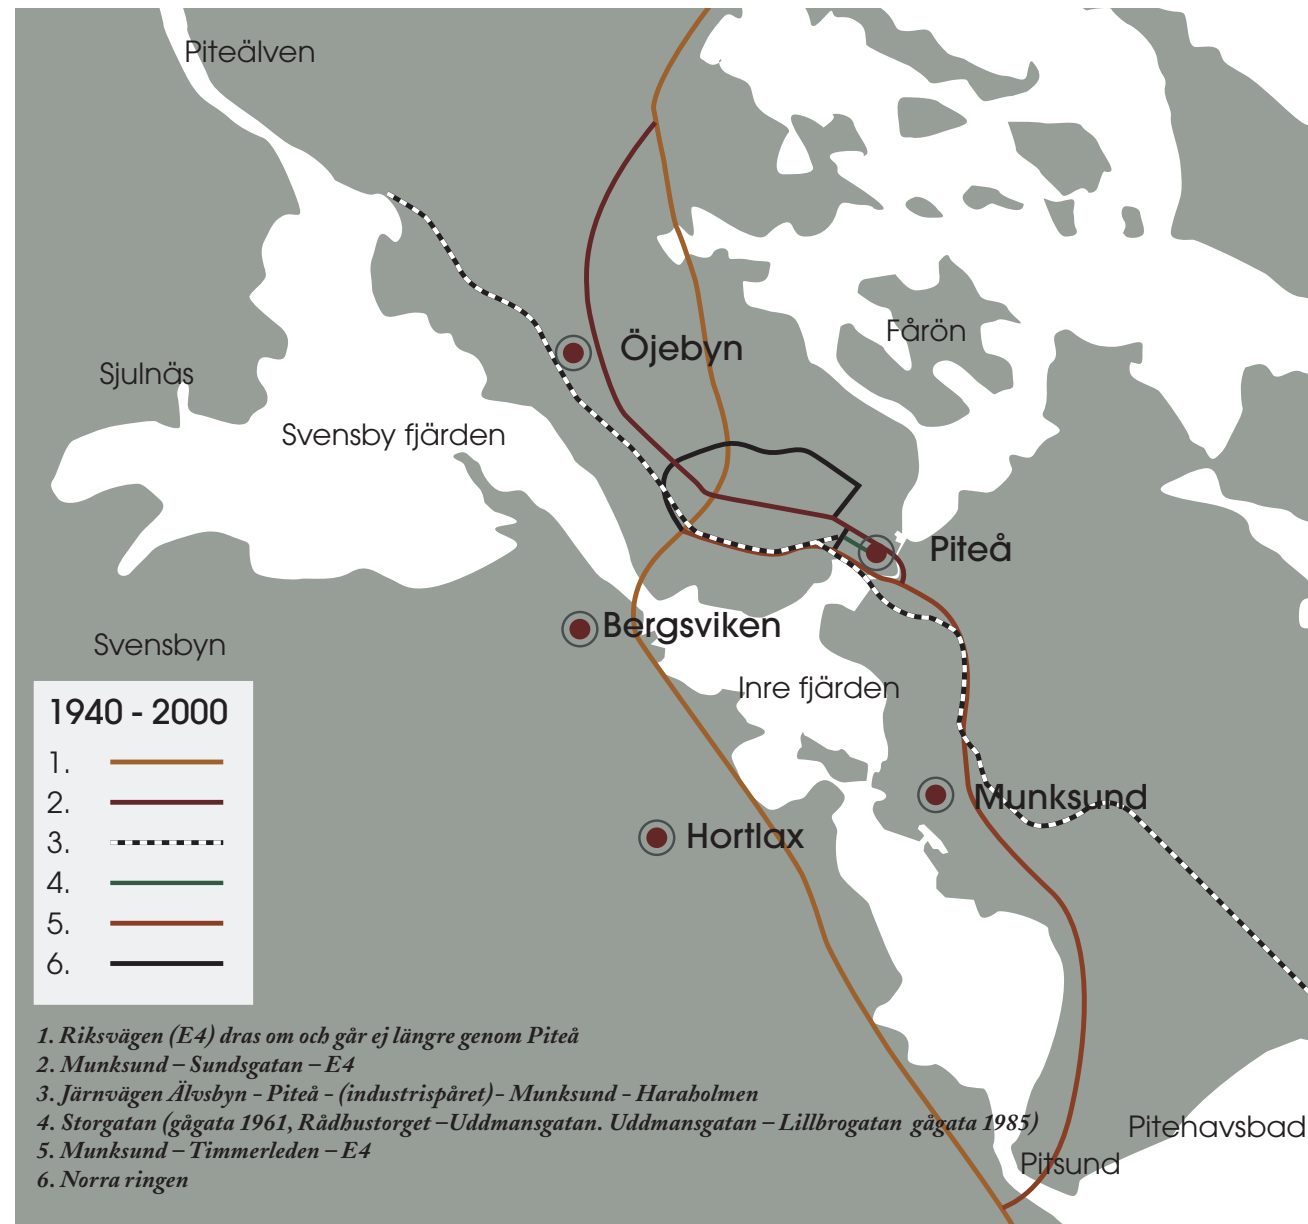 Piteälven
Fårön
Öjebyn
Sjulnäs
Svensby fjärden
Piteå
Bergsviken
Svensbyn
Inre fjärden
Munksund
Hortlax
Pitehavsbad
Pitsund
1940 - 2000
1.
2.
3.
4.
5.
6.
1. Riksvägen (E4) dras om och går ej längre genom Piteå
2. Munksund – Sundsgatan – E4
3. Järnvägen Älvsbyn - Piteå - (industrispåret)- Munksund - Haraholmen
4. Storgatan (gågata 1961, Rådhustorget –Uddmansgatan. Uddmansgatan – Lillbrogatan gågata 1985)
5. Munksund – Timmerleden – E4
6. Norra ringen